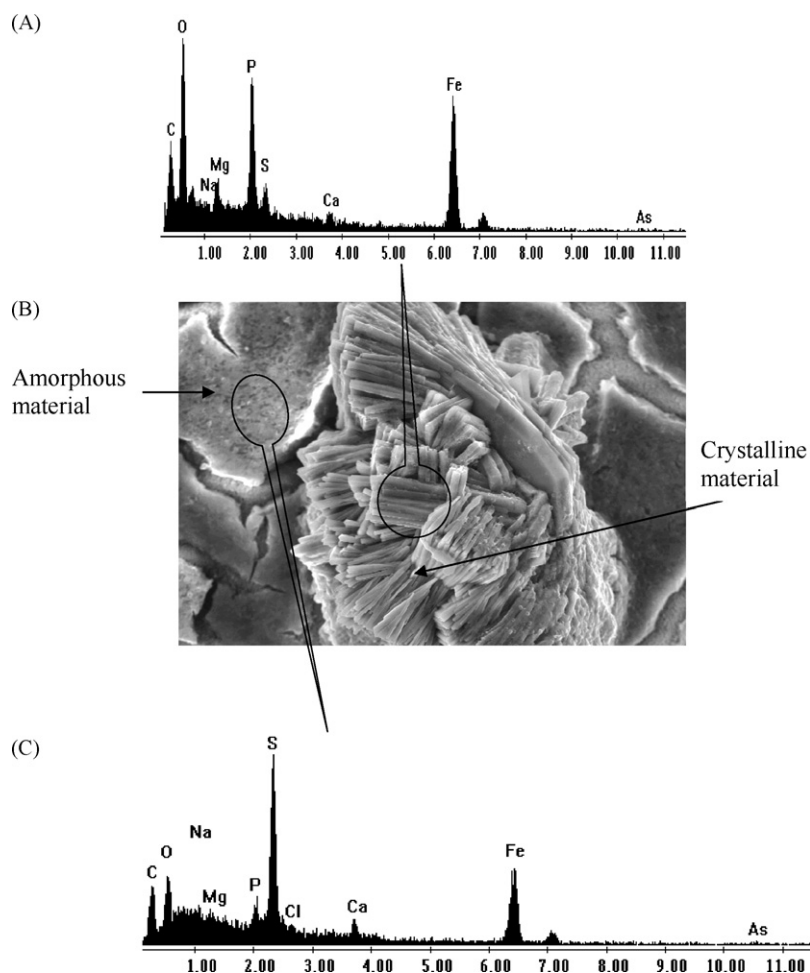 (A)
O
P
Fe
C
Mg
Na
S
Ca
As
1.00 2.00 3.00 4.00 5.00 6.00 7.00 8.00 9.00 10.00 11.00
(B)
Amorphous
material
Crystalline
material
(C)
S
Na
O
Fe
C
Mg
P
Cl
Ca
As
1.00 2.00 3.00 4.00 5.00 6.00 7.00 8.00 9.00 10.00